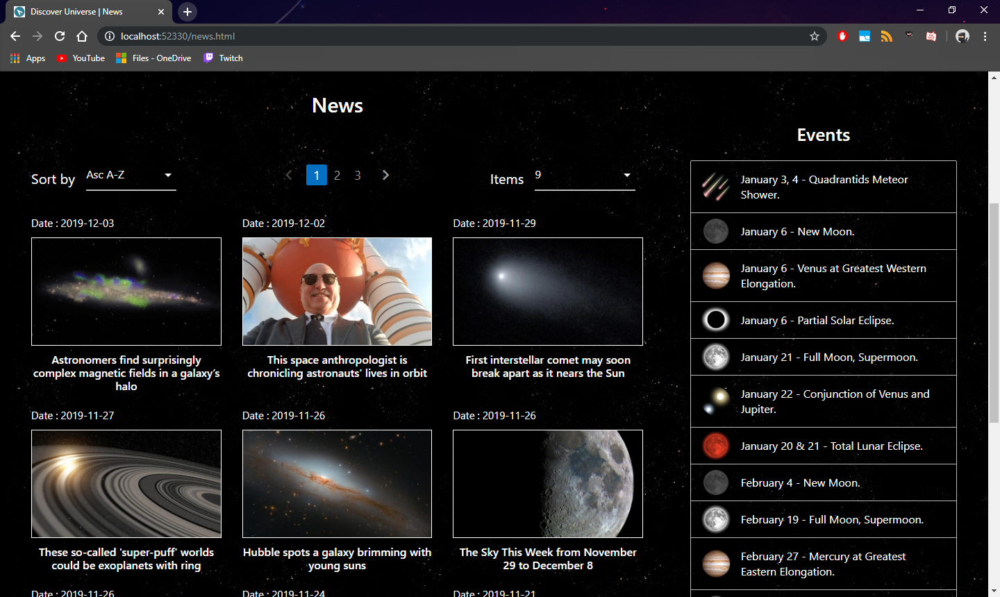 Discover Universe | News
localhost:52330/news.html
Apps
YouTube
Files - OneDrive
Twitch
News
Sort by
Asc A-Z
1
2
3
Items
9
Date : 2019-12-03
Date : 2019-12-02
Date : 2019-11-29
Astronomers find surprisingly
complex magnetic fields in a galaxy’s
halo
This space anthropologist is
chronicling astronauts' lives in orbit
First interstellar comet may soon
break apart as it nears the Sun
Date : 2019-11-27
Date : 2019-11-26
Date : 2019-11-26
These so-called 'super-puff' worlds
could be exoplanets with ring
Hubble spots a galaxy brimming with
young suns
The Sky This Week from November
29 to December 8
Date : 2019-11-26
Date : 2019-11-24
Date : 2019-11-21
Events
January 3, 4 - Quadrantids Meteor
Shower.
January 6 - New Moon.
January 6 - Venus at Greatest Western
Elongation.
January 6 - Partial Solar Eclipse.
January 21 - Full Moon, Supermoon.
January 22 - Conjunction of Venus and
Jupiter.
January 20 & 21 - Total Lunar Eclipse.
February 4 - New Moon.
February 19 - Full Moon, Supermoon.
February 27 - Mercury at Greatest
Eastern Elongation.